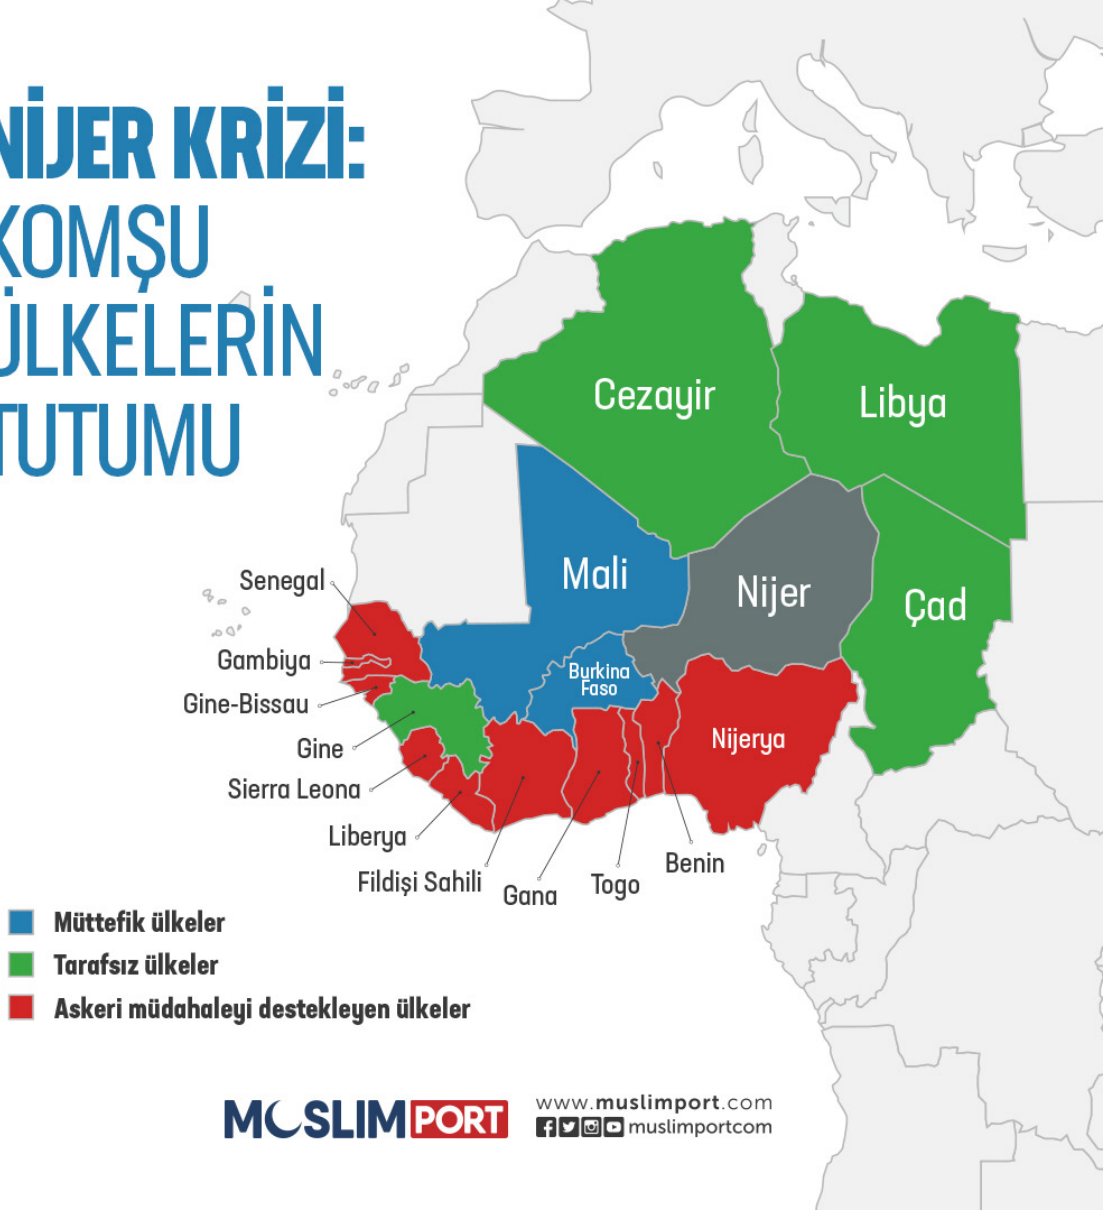 NİJER KRİZİ:
KOMŞU
ÜLKELERİN
TUTUMU
Cezayir
Libya
Mali
Nijer
Çad
Senegal
Gambiya
Burkina
Faso
Gine-Bissau
Nijerya
Gine
Sierra Leona
Liberya
Fildişi Sahili
Gana
Togo
Benin
Müttefik ülkeler
Tarafsız ülkeler
Askeri müdahaleyi destekleyen ülkeler
MUSLIM PORT
www.muslimport.com
muslimportcom